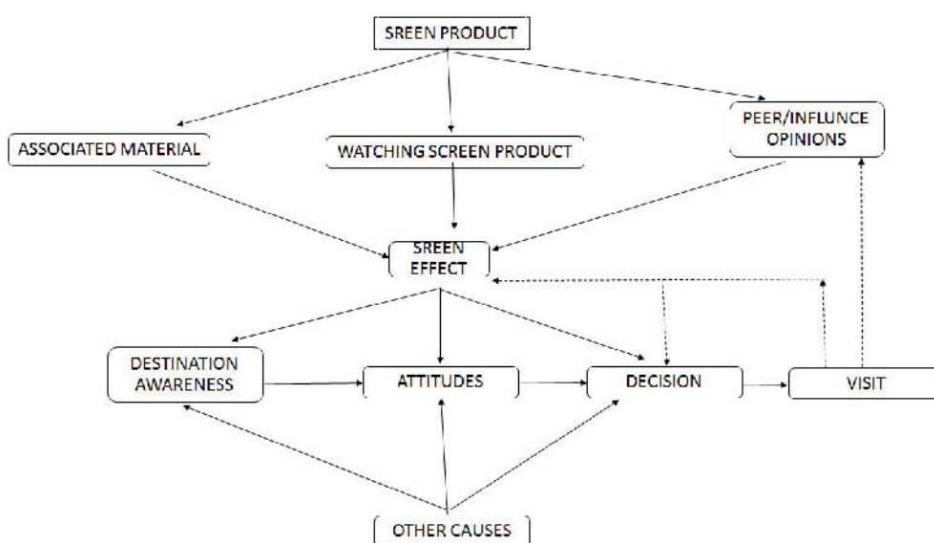 SREEN PRODUCT
PEER/INFLUNCE
OPINIONS
ASSOCIATED MATERIAL
WATCHING SCREEN PRODUCT
SREEN
EFFECT
DESTINATION
AWARENESS
ATTITUDES
DECISION
VISIT
OTHER CAUSES